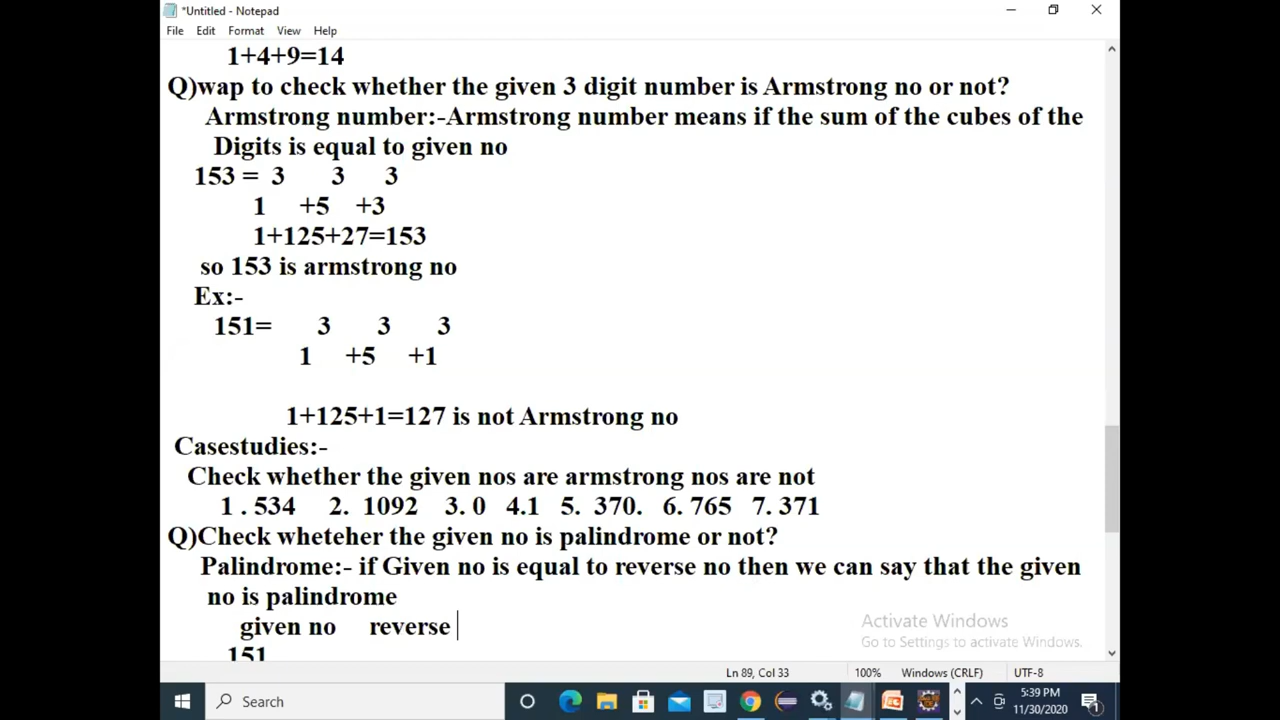 *Untitled - Notepad
File Edit Format View Help
1+4+9=14
Q)wap to check whether the given 3 digit number is Armstrong no or not?
Armstrong number:-Armstrong number means if the sum of the cubes of the
Digits is equal to given no
153 = 3 3 3
1 +5 +3
1+125+27=153
so 153 is armstrong no
Ex:-
151= 3 3 3
1 +5 +1
1+125+1=127 is not Armstrong no
Casestudies:-
Check whether the given nos are armstrong nos are not
1 . 534 2. 1092 3. 0 4.1 5. 370. 6. 765 7. 371
Q)Check wheteher the given no is palindrome or not?
Palindrome:- if Given no is equal to reverse no then we can say that the given
no is palindrome
given no reverse
151
Activate Windows
Go to Settings to activate Windows.
Ln 89, Col 33 100% Windows (CRLF) UTF-8
Search
5:39 PM
11/30/2020
1